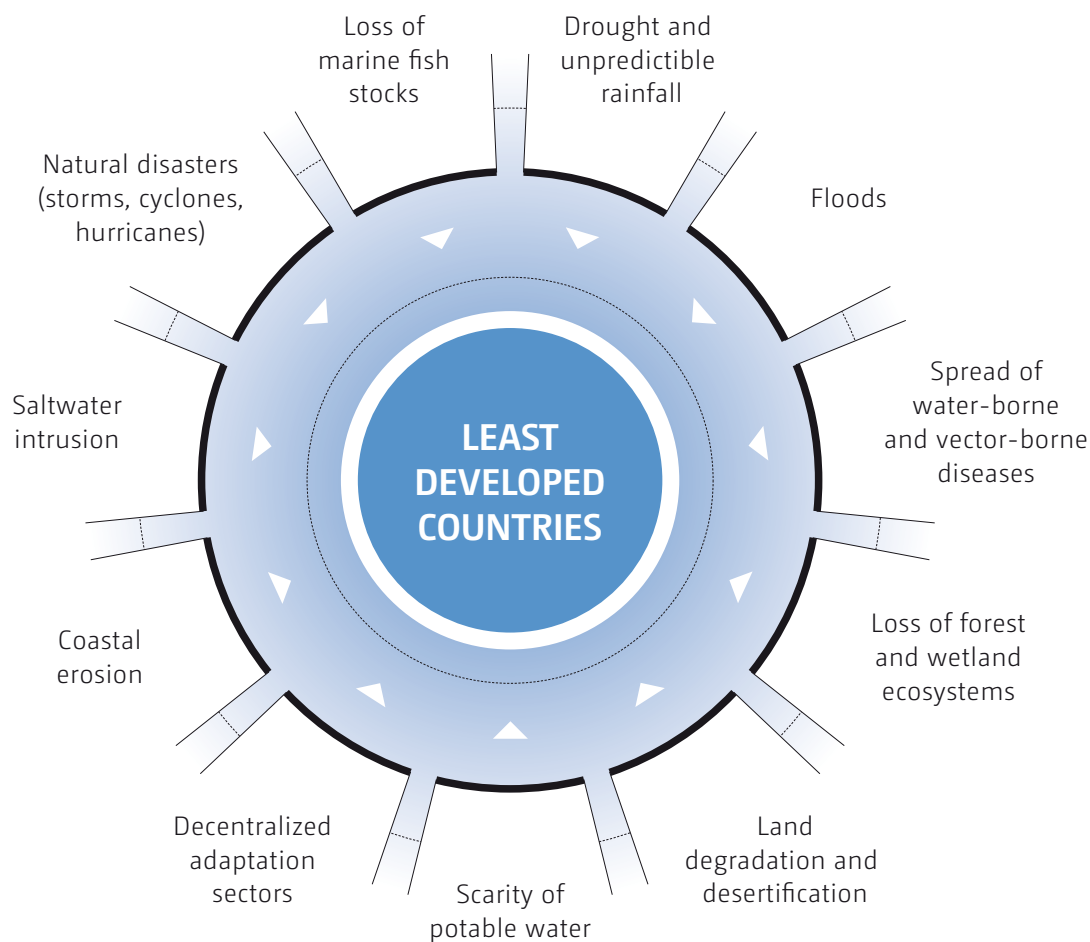 Loss of
marine fish
stocks
Drought and
unpredictible
rainfall
Natural disasters
(storms, cyclones,
hurricanes)
Floods
Saltwater
intrusion
LEAST
DEVELOPED
COUNTRIES
Spread of
water-borne
and vector-borne
diseases
Coastal
erosion
Loss of forest
and wetland
ecosystems
Decentralized
adaptation
sectors
Scarity of
potable water
Land
degradation and
desertification